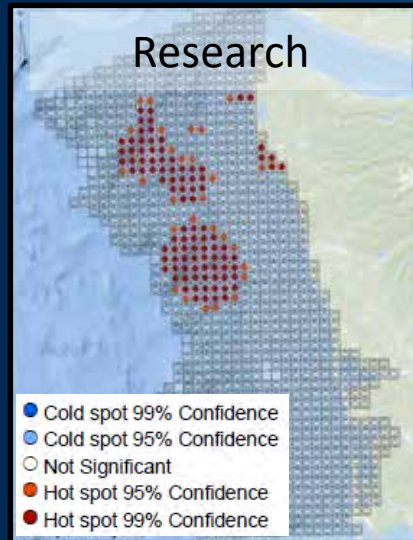 Research
Cold spot 99% Confidence
Cold spot 95% Confidence
Not Significant
Hot spot 95% Confidence
Hot spot 99% Confidence